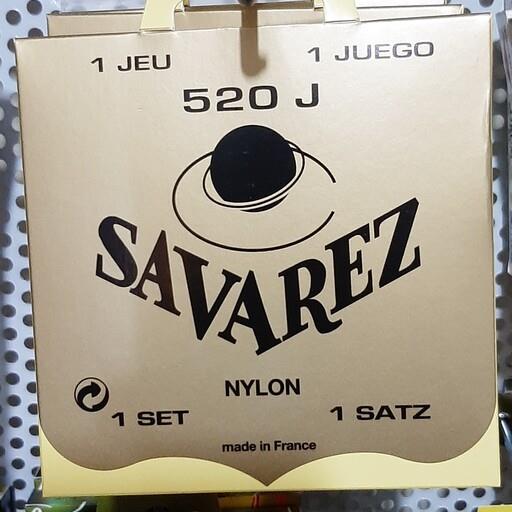 1 JEU 1 JUEGO
520 J
SAVAREZ
NYLON
1 SET 1 SATZ
made in France